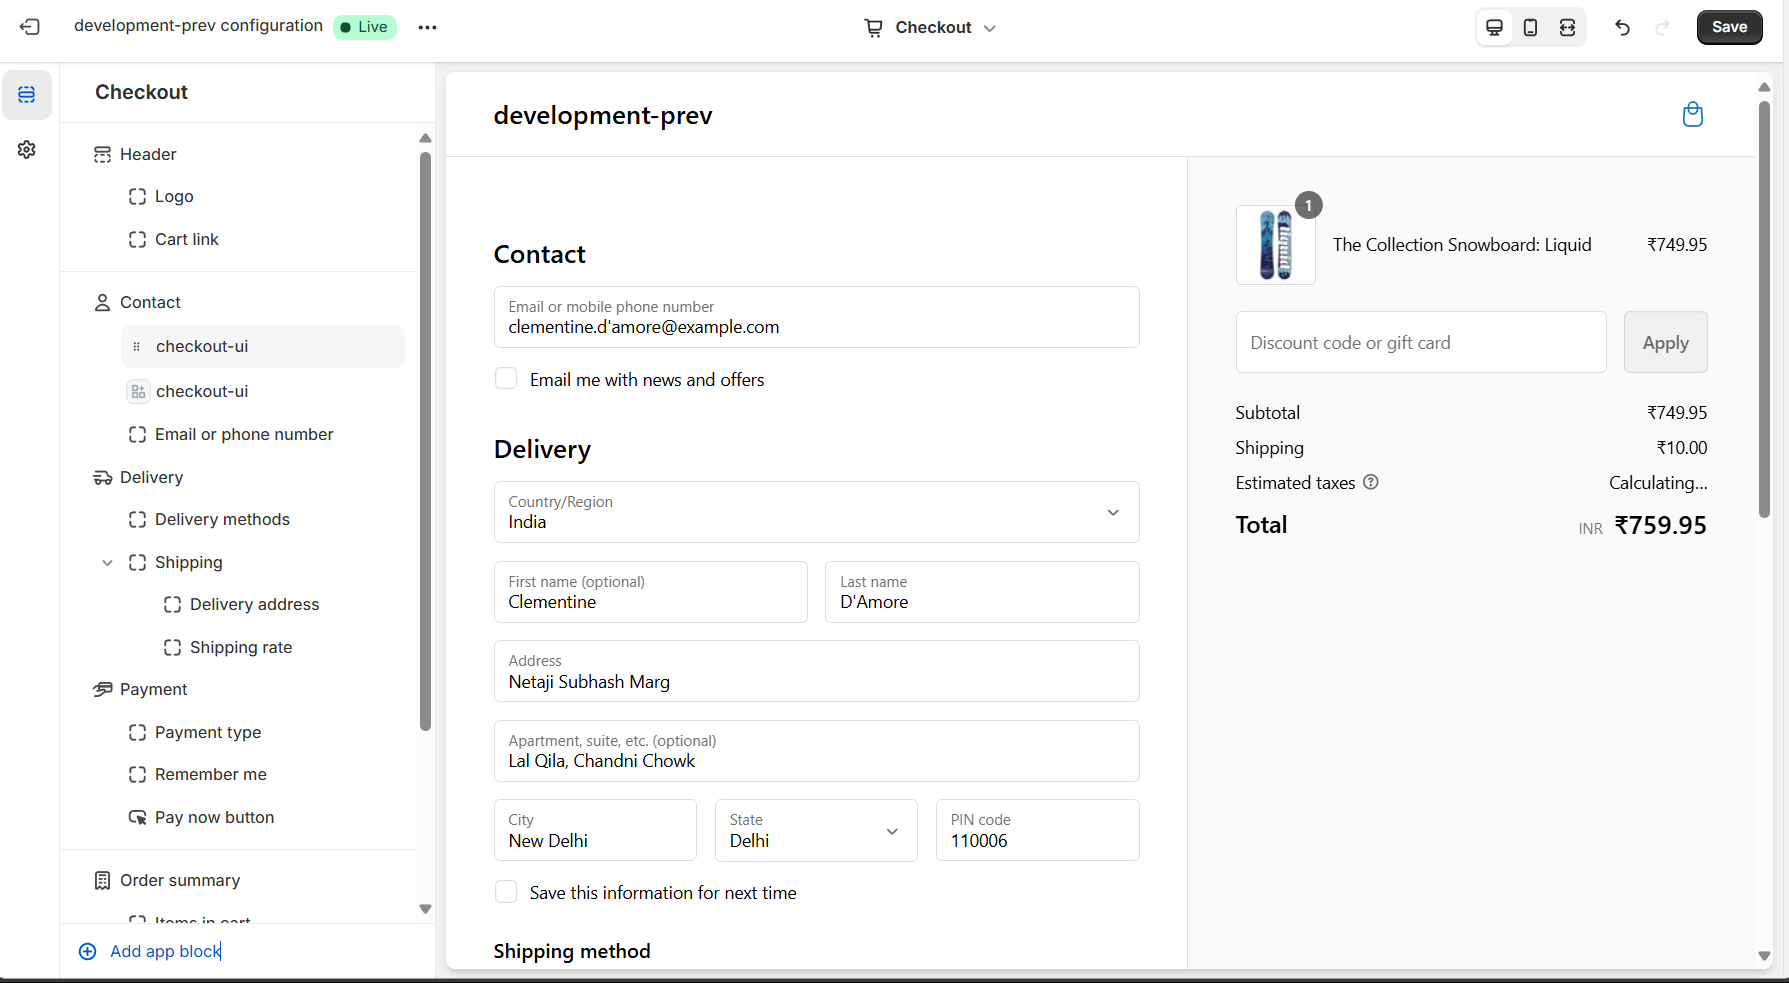 development-prev configuration
Live
Checkout
Save
Checkout
Header
Logo
Cart link
Contact
checkout-ui
checkout-ui
Email or phone number
Delivery
Delivery methods
Shipping
Delivery address
Shipping rate
Payment
Payment type
Remember me
Pay now button
Order summary
Items in cart
Add app block
development-prev
Contact
Email or mobile phone number
clementine.d'amore@example.com
Email me with news and offers
Delivery
Country/Region
India
First name (optional)
Clementine
Last name
D'Amore
Address
Netaji Subhash Marg
Apartment, suite, etc. (optional)
Lal Qila, Chandni Chowk
City
New Delhi
State
Delhi
PIN code
110006
Save this information for next time
Shipping method
1
Liquid
The Collection Snowboard: Liquid ₹749.95
Discount code or gift card
Apply
Subtotal ₹749.95
Shipping ₹10.00
Estimated taxes Calculating...
Total INR ₹759.95